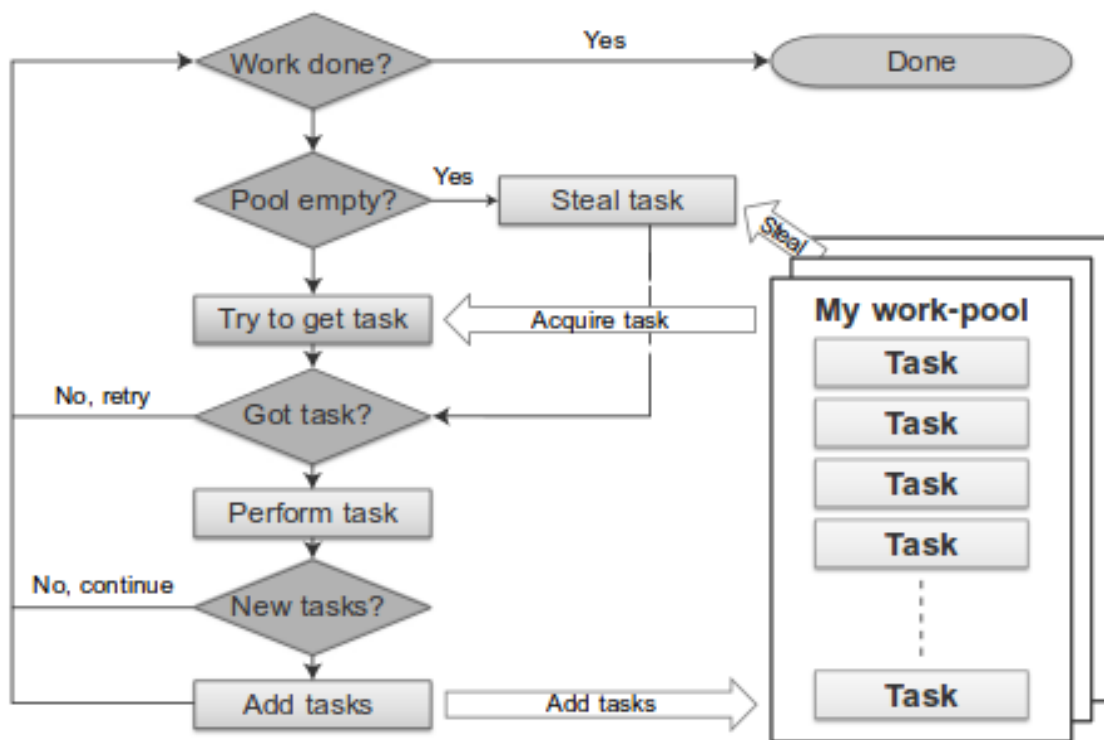 Work done?
Yes
Done
Pool empty?
Yes
Steal task
Steal
Try to get task
Acquire task
My work-pool
Task
Task
Task
Task
Task
No, retry
Got task?
Perform task
No, continue
New tasks?
Add tasks
Add tasks